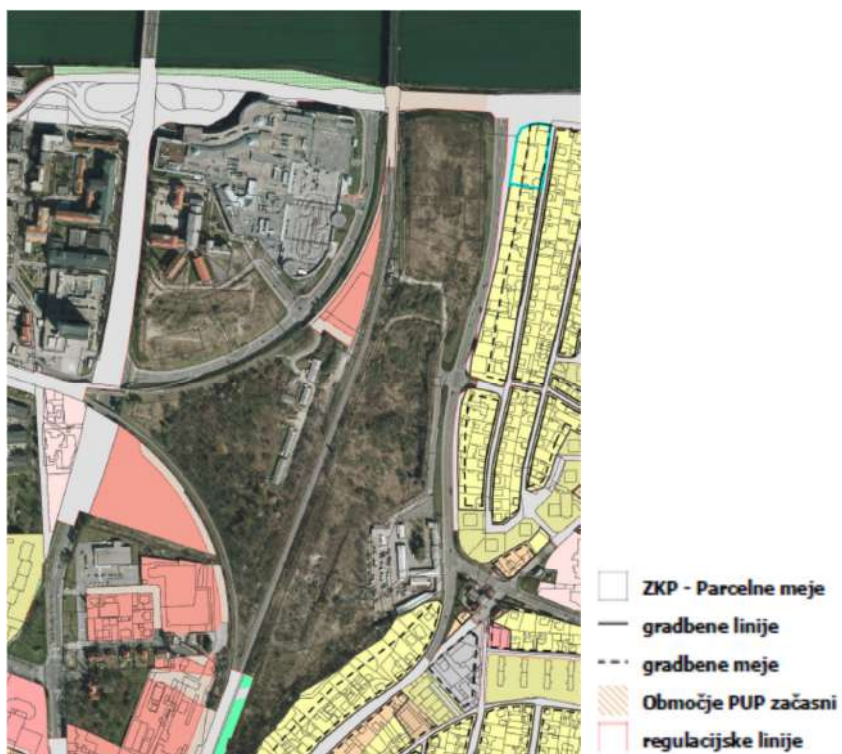 ZKP - Parcelne meje
gradbene linije
gradbene meje
Območje PUP začasni
regulacijske linije